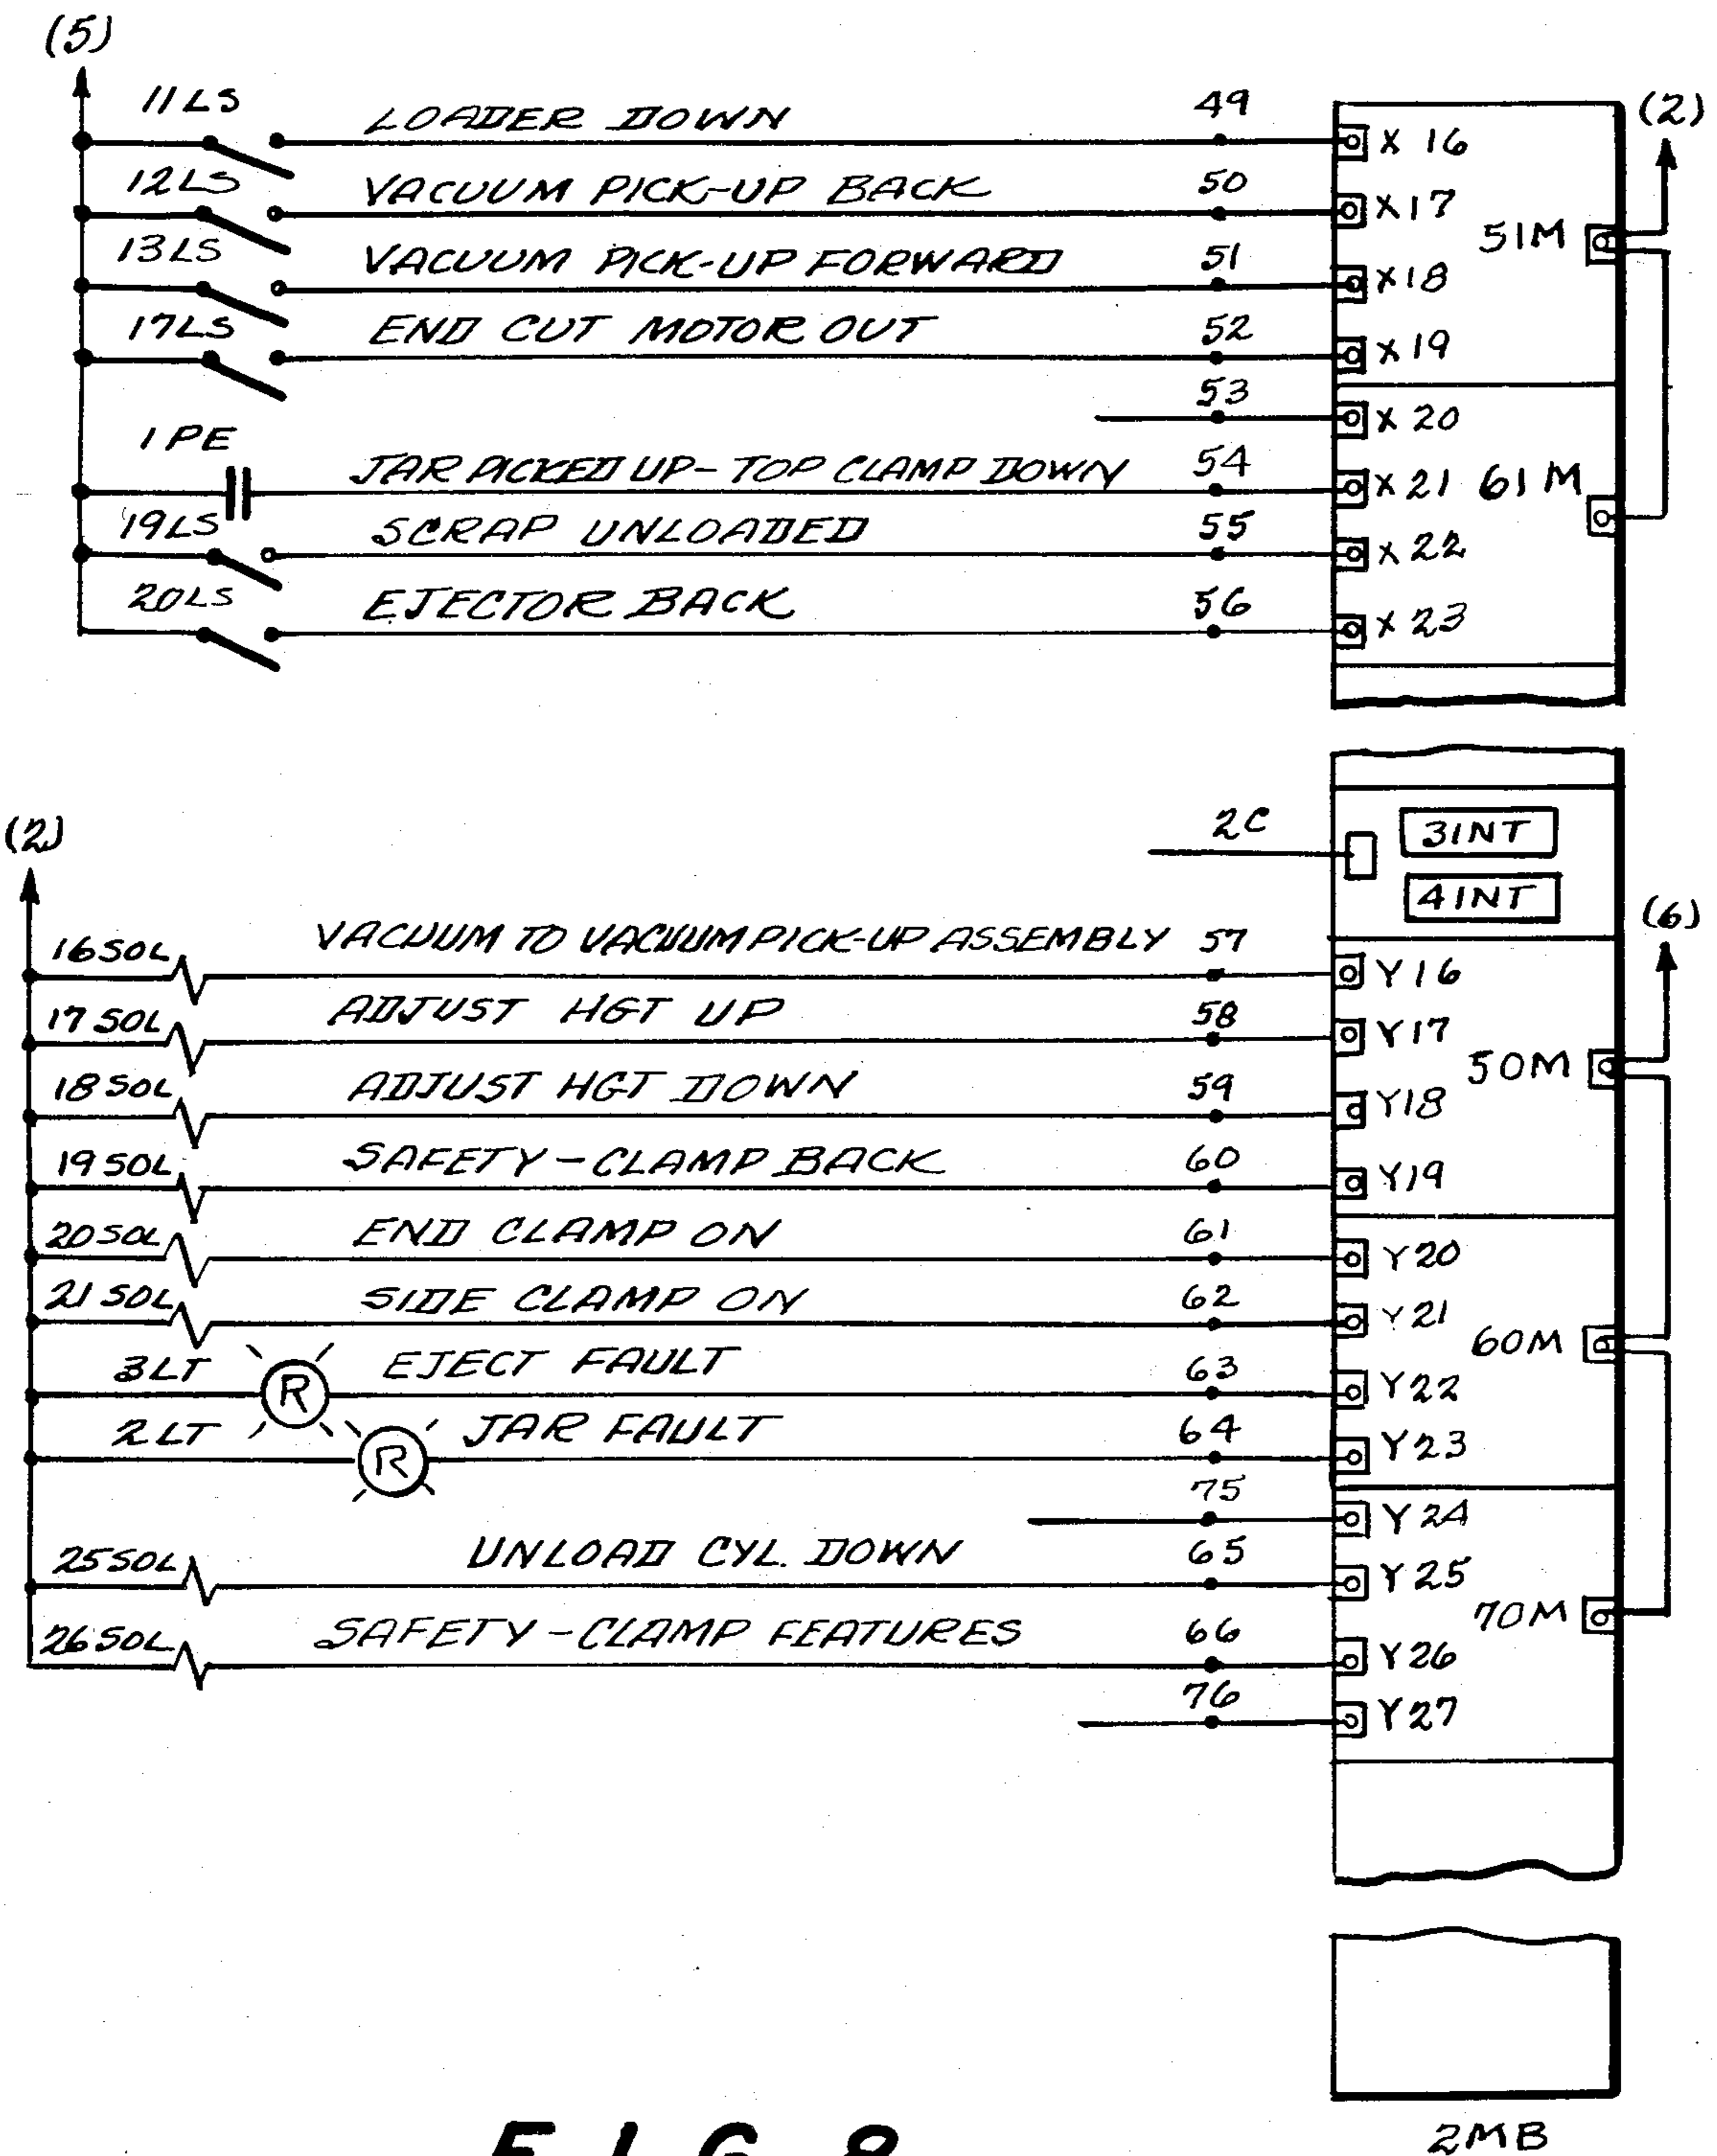 (5)
11LS LOADER DOWN 49 X 16 (2)
12LS VACUUM PICK-UP BACK 50 X17
51M
13LS VACUUM PICK-UP FORWARD 51 X18
17LS END CUT MOTOR OUT 52 X19
53 X 20
1PE JAR PICKED UP-TOP CLAMP DOWN 54 X 21 61M
19LS SCRAP UNLOADED 55 X 22
20LS EJECTOR BACK 56 X 23
(2)
2C 3INT
4INT
(6)
16SOL VACUUM TO VACUUM PICK-UP ASSEMBLY 57 Y16
17SOL ADJUST HGT UP 58 Y17
50M
18SOL ADJUST HGT DOWN 59 Y18
19SOL SAFETY-CLAMP BACK 60 Y19
20SOL END CLAMP ON 61 Y20
21SOL SIDE CLAMP ON 62 Y21
60M
3LT R EJECT FAULT 63 Y22
2LT R JAR FAULT 64 Y23
75 Y24
25SOL UNLOAD CYL. DOWN 65 Y25
70M
26SOL SAFETY-CLAMP FEATURES 66 Y26
76 Y27
2MB
FIG 8